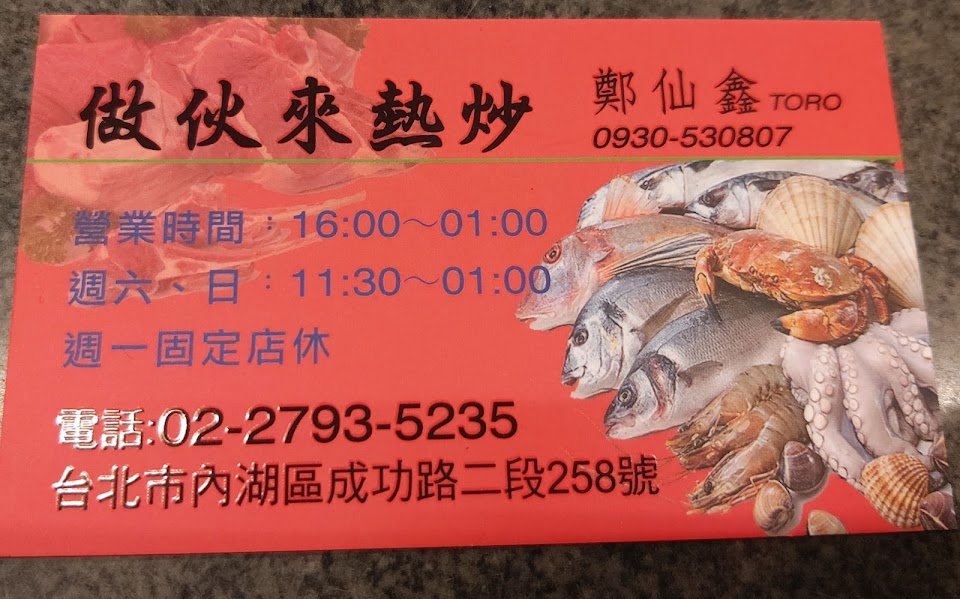 做伙來熱炒
鄭仙鑫 TORO
0930-530807
營業時間：16:00～01:00
週六、日：11:30～01:00
週一固定店休
電話:02-2793-5235
台北市內湖區成功路二段258號